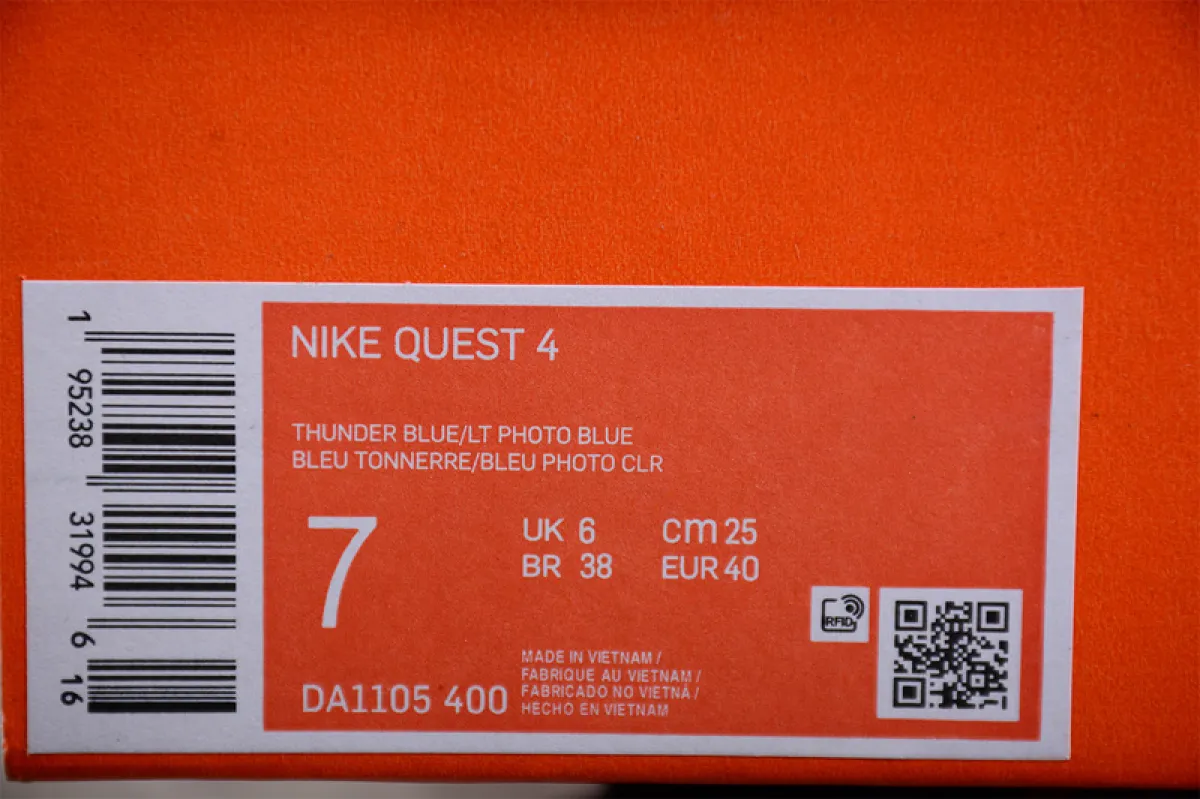 1 95238 31994 6 16
NIKE QUEST 4
THUNDER BLUE/LT PHOTO BLUE
BLEU TONNERRE/BLEU PHOTO CLR
7
UK 6 cm 25
BR 38 EUR 40
RFID
DA1105 400
MADE IN VIETNAM /
FABRIQUE AU VIETNAM /
FABRICADO NO VIETNÃ /
HECHO EN VIETNAM